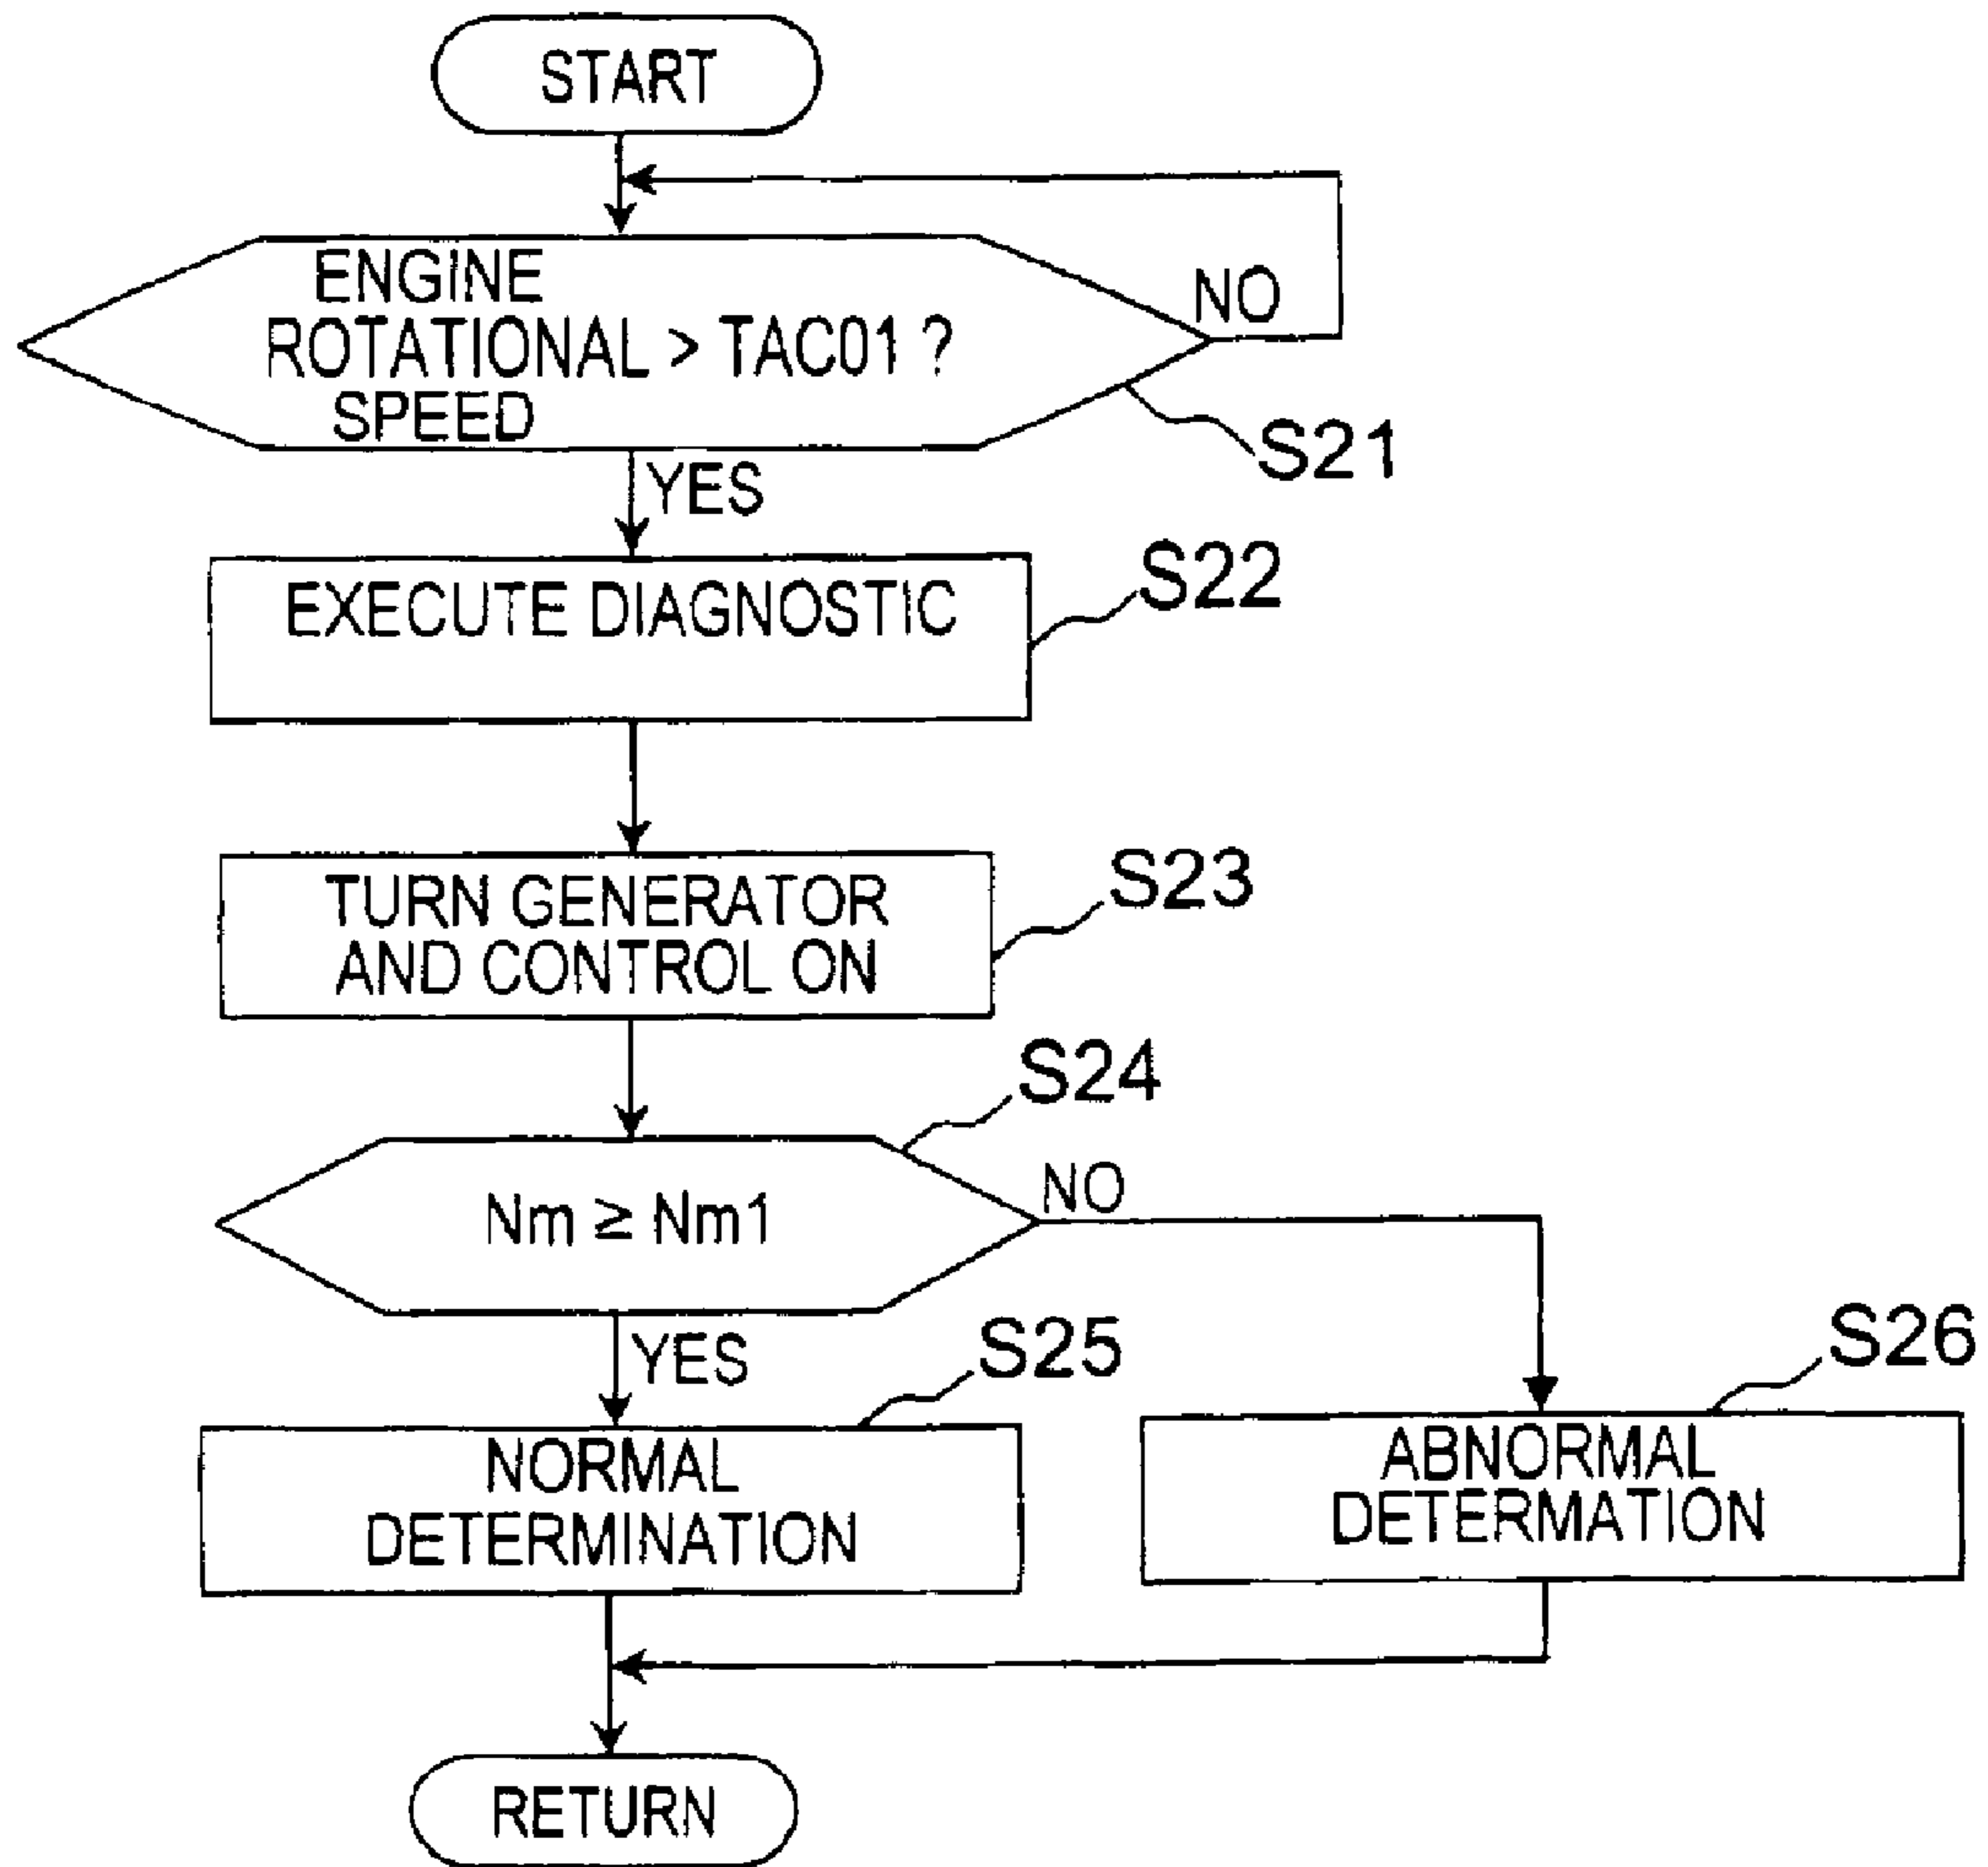 START
NO
ENGINE
ROTATIONAL > TAC01 ?
SPEED
S21
YES
S22
EXECUTE DIAGNOSTIC
S23
TURN GENERATOR
AND CONTROL ON
S24
NO
Nm ≥ Nm1
YES
S25
S26
NORMAL
DETERMINATION
ABNORMAL
DETERMATION
RETURN